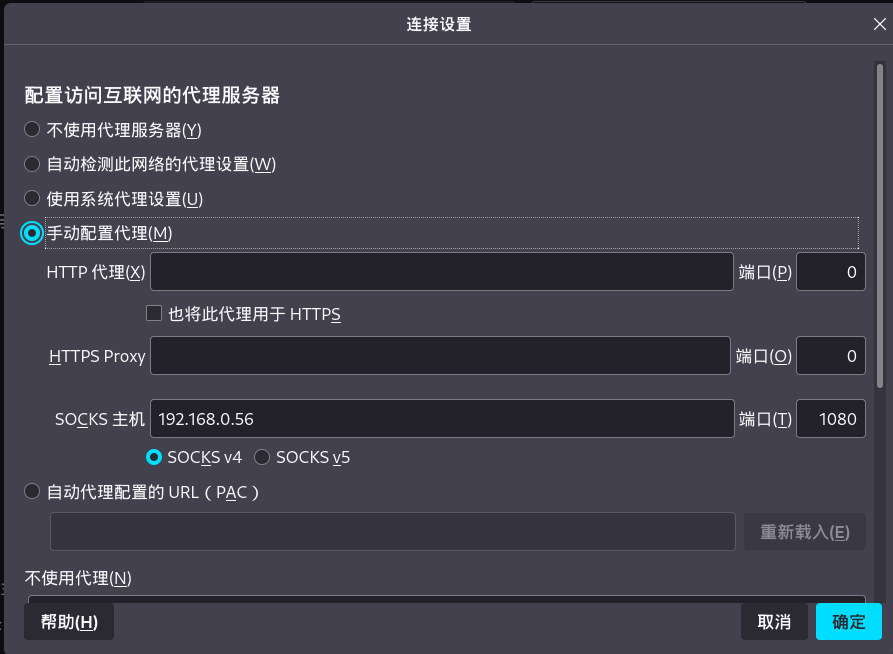 连接设置
配置访问互联网的代理服务器
不使用代理服务器(Y)
自动检测此网络的代理设置(W)
使用系统代理设置(U)
手动配置代理(M)
HTTP 代理(X) 端口(P) 0
也将此代理用于 HTTPS
HTTPS Proxy 端口(O) 0
SOCKS 主机 192.168.0.56 端口(T) 1080
SOCKS v4 SOCKS v5
自动代理配置的 URL（PAC）
重新载入(E)
不使用代理(N)
帮助(H) 取消 确定